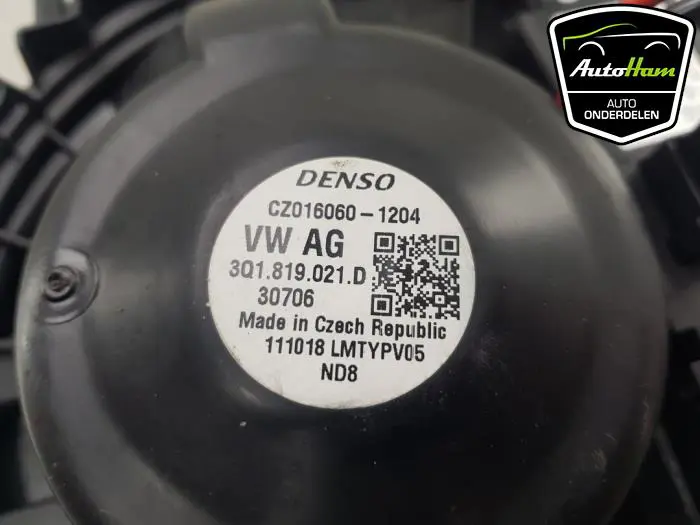 AutoHam
AUTO
ONDERDELEN
DENSO
CZ016060-1204
VW AG
3Q1.819.021.D
30706
Made in Czech Republic
111018 LMTYPV05
ND8